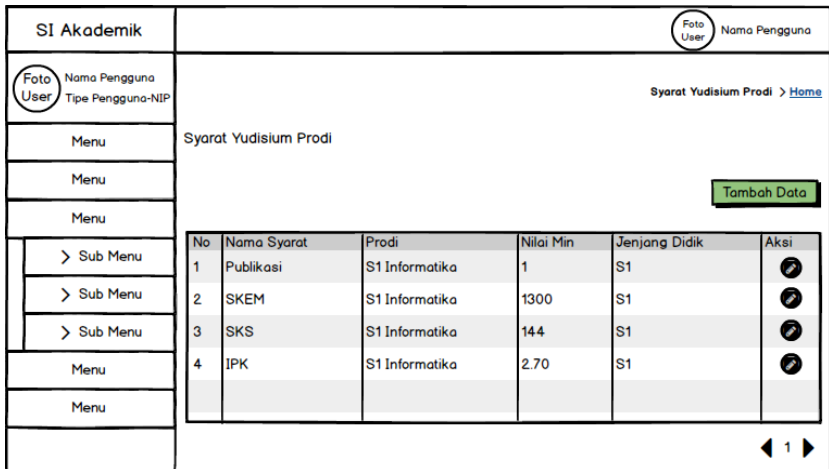 SI Akademik
Foto
User
Nama Pengguna
Foto
User
Nama Pengguna
Tipe Pengguna-NIP
Syarat Yudisium Prodi > Home
Menu
Menu
Menu
> Sub Menu
> Sub Menu
> Sub Menu
Menu
Menu
Syarat Yudisium Prodi
Tambah Data
No Nama Syarat Prodi Nilai Min Jenjang Didik Aksi
1 Publikasi S1 Informatika 1 S1
2 SKEM S1 Informatika 1300 S1
3 SKS S1 Informatika 144 S1
4 IPK S1 Informatika 2.70 S1
1